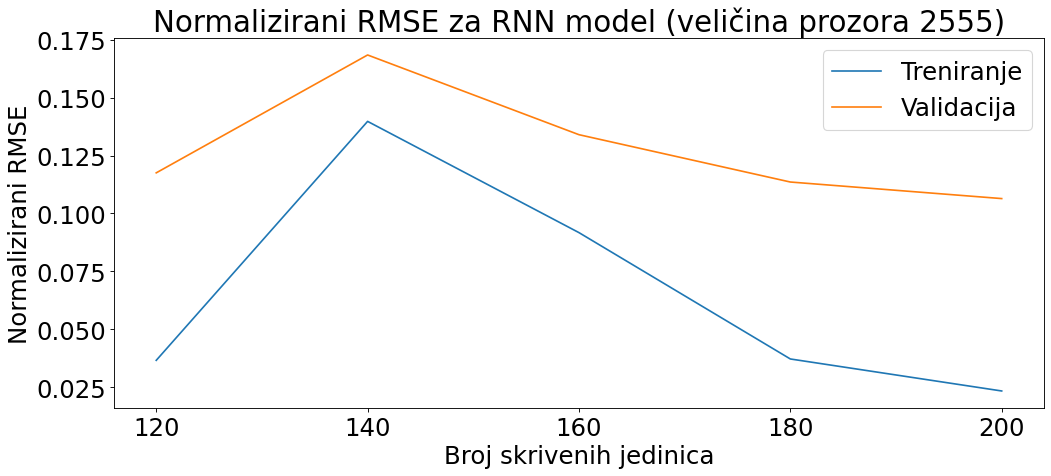 Normalizirani RMSE za RNN model (veličina prozora 2555)
Treniranje
Validacija
Normalizirani RMSE
0.175
0.150
0.125
0.100
0.075
0.050
0.025
120 140 160 180 200
Broj skrivenih jedinica